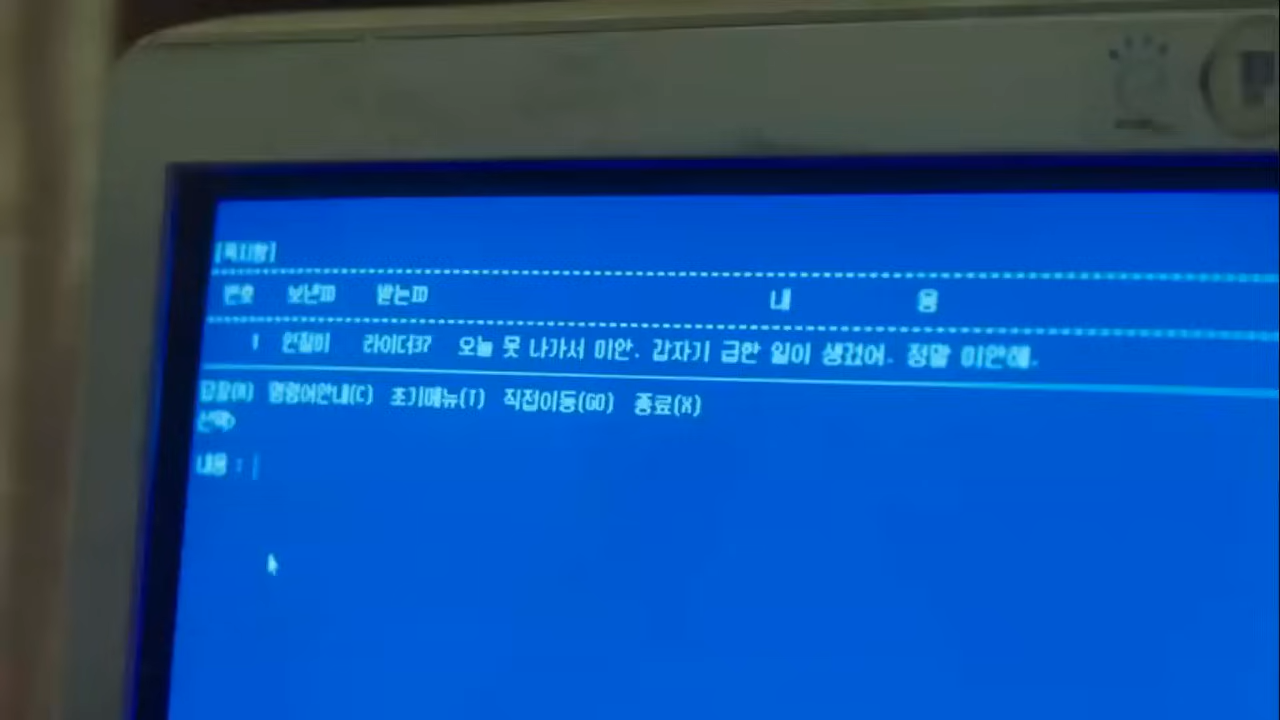 [쪽지함]
번호 보낸ID 받는ID 내 용
1 인절미 라이더37 오늘 못 나가서 미안. 갑자기 급한 일이 생겼어. 정말 미안해.
답장(R) 명령어안내(C) 초기메뉴(T) 직접이동(GO) 종료(X)
선택>
내용 :